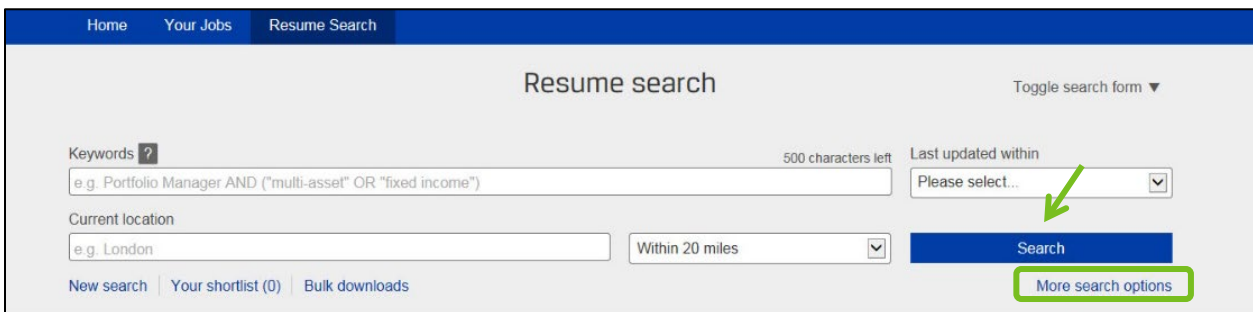 Home Your Jobs Resume Search
Resume search
Toggle search form ▼
Keywords ?
500 characters left
Last updated within
e.g. Portfolio Manager AND ("multi-asset" OR "fixed income")
Please select...
Current location
e.g. London
Within 20 miles
Search
New search Your shortlist (0) Bulk downloads
More search options